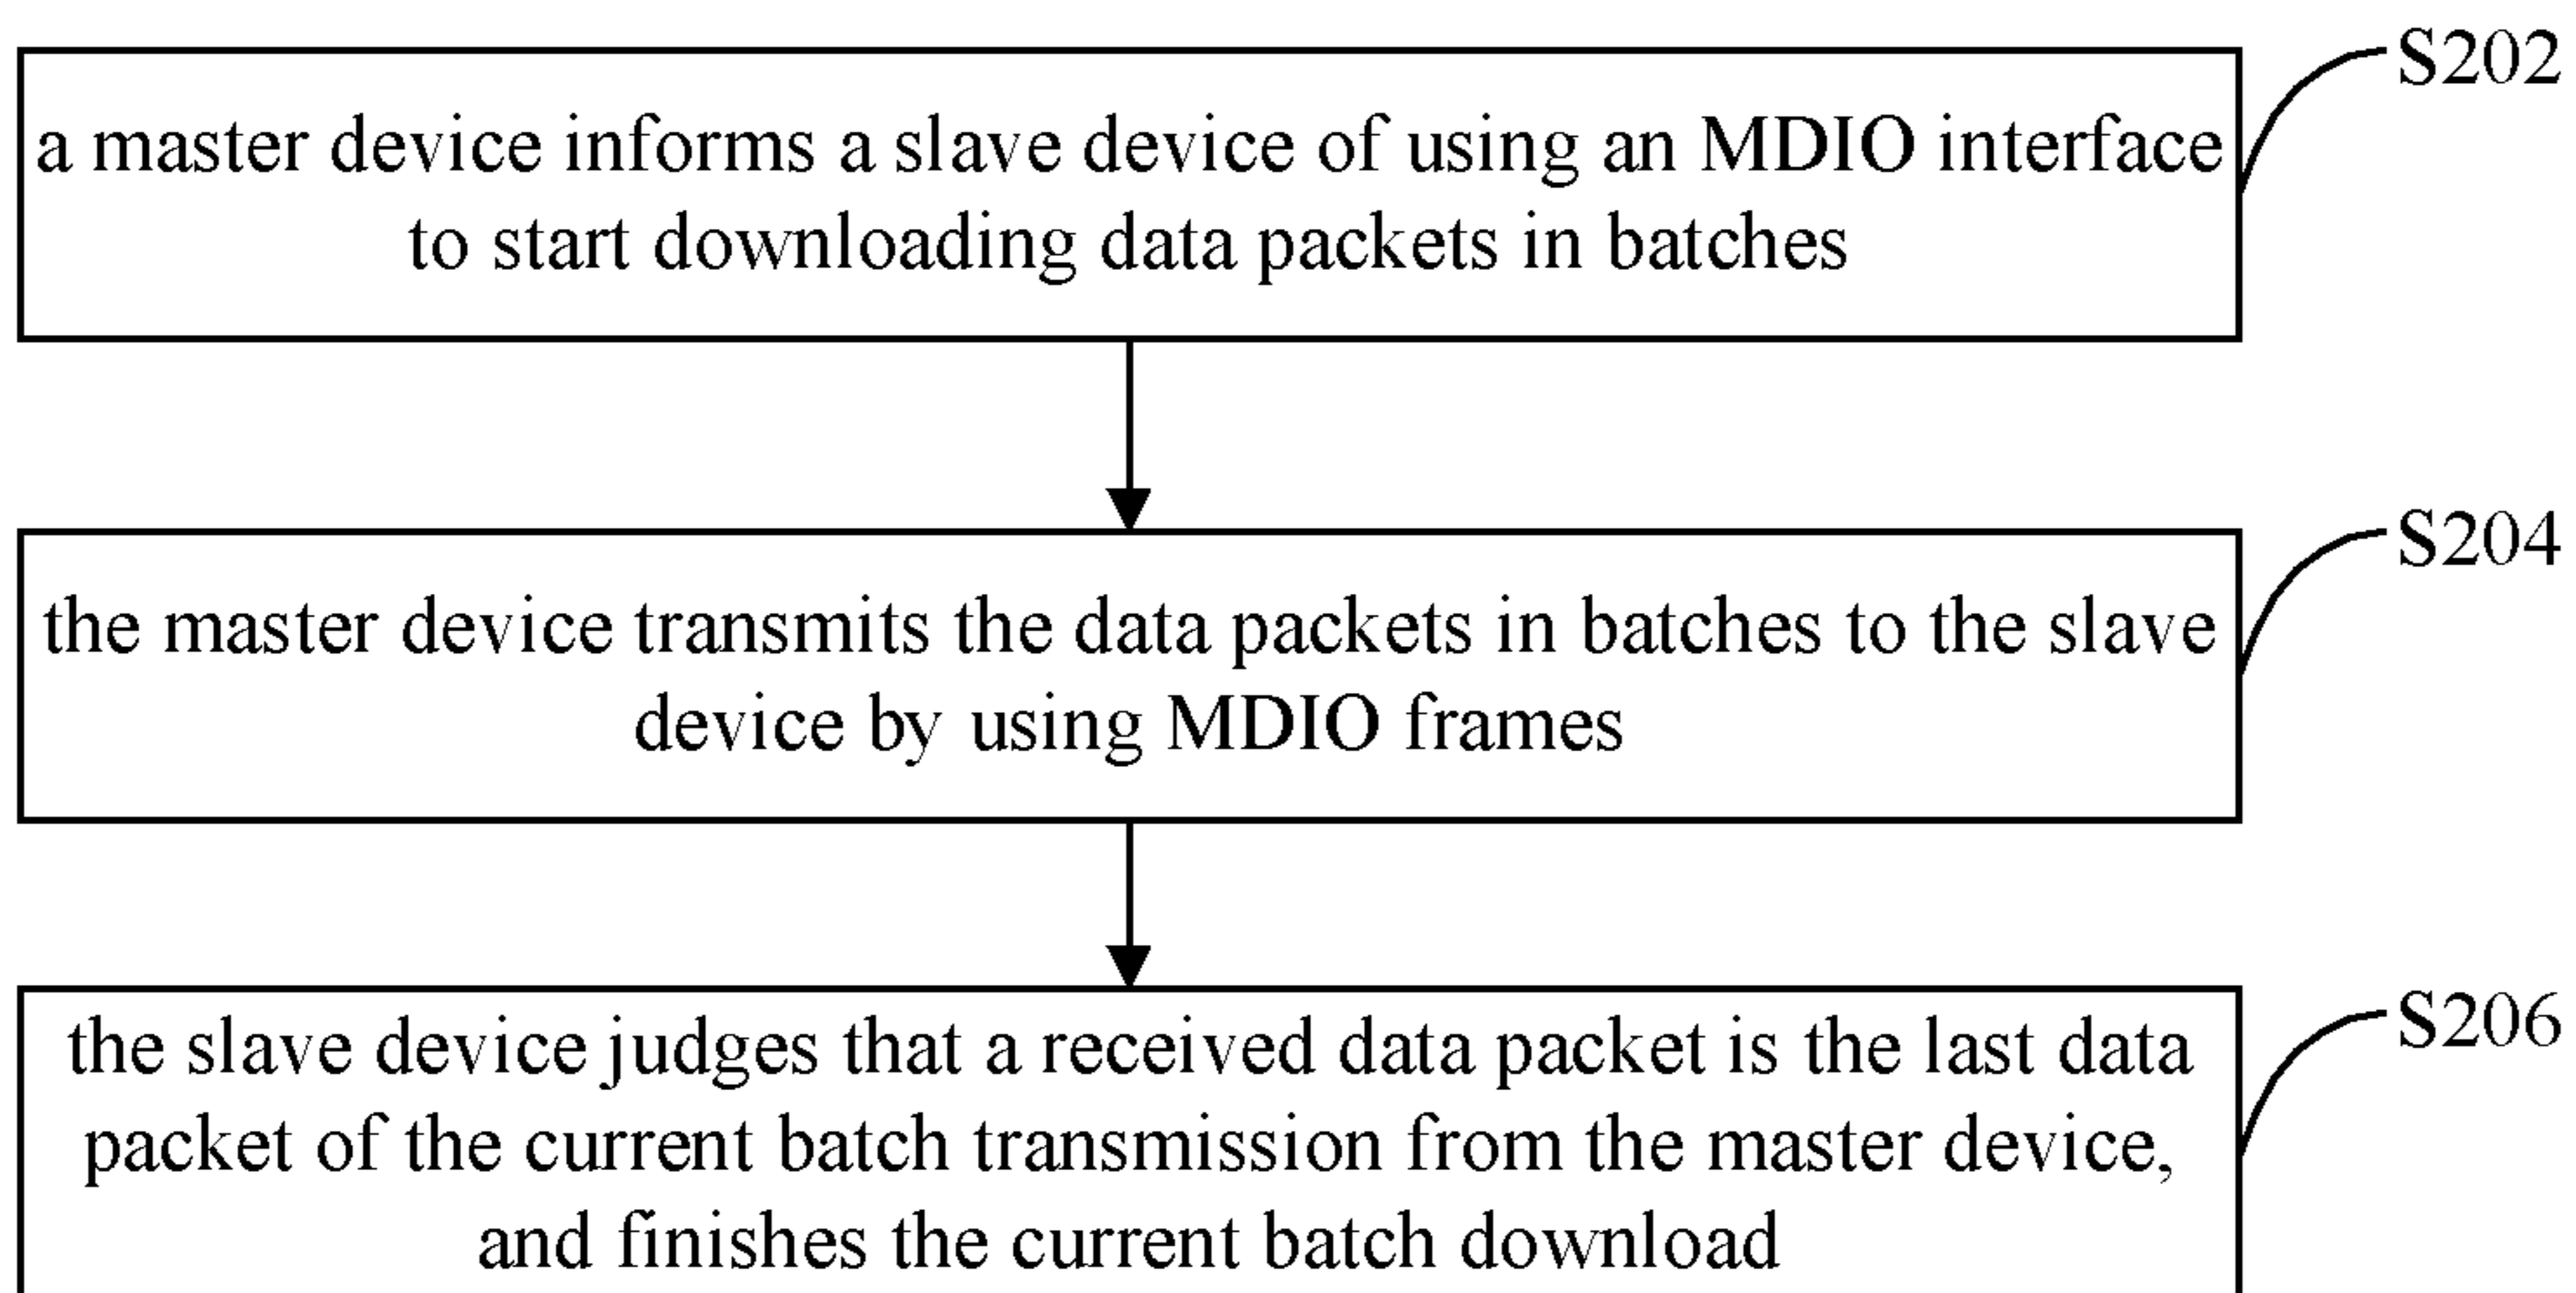 S202
a master device informs a slave device of using an MDIO interface
to start downloading data packets in batches
S204
the master device transmits the data packets in batches to the slave
device by using MDIO frames
S206
the slave device judges that a received data packet is the last data
packet of the current batch transmission from the master device,
and finishes the current batch download